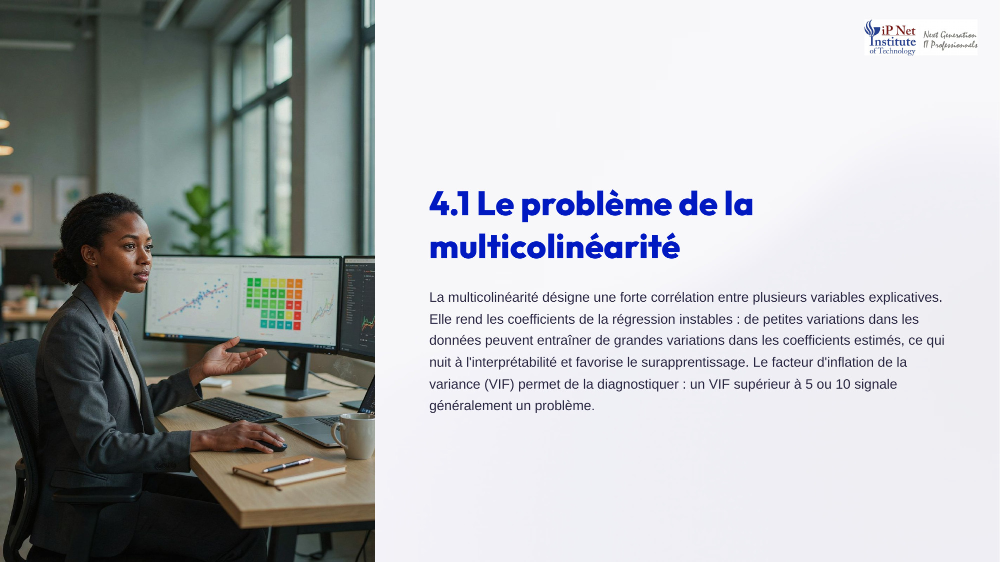 iP Net
Institute
of Technology
Next Generation
IT Professionnels
4.1 Le problème de la
multicolinéarité
La multicolinéarité désigne une forte corrélation entre plusieurs variables explicatives.
Elle rend les coefficients de la régression instables : de petites variations dans les
données peuvent entraîner de grandes variations dans les coefficients estimés, ce qui
nuit à l'interprétabilité et favorise le surapprentissage. Le facteur d'inflation de la
variance (VIF) permet de la diagnostiquer : un VIF supérieur à 5 ou 10 signale
généralement un problème.